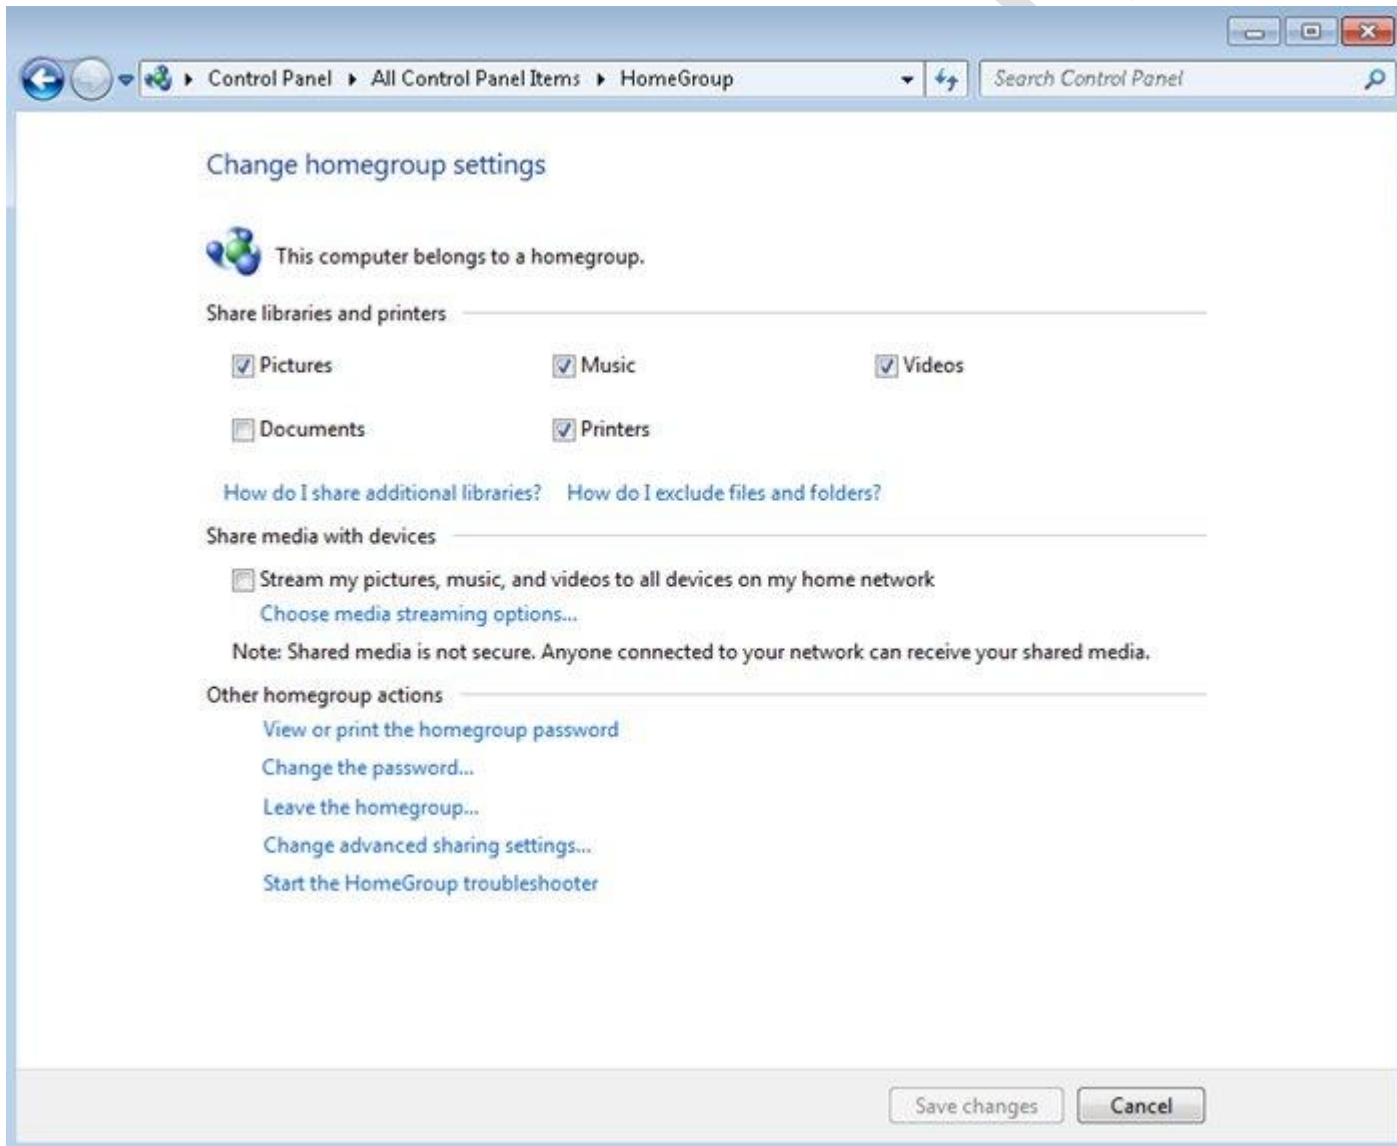 Control Panel All Control Panel Items HomeGroup Search Control Panel
Change homegroup settings
This computer belongs to a homegroup.
Share libraries and printers
Pictures Music Videos
Documents Printers
How do I share additional libraries? How do I exclude files and folders?
Share media with devices
Stream my pictures, music, and videos to all devices on my home network
Choose media streaming options...
Note: Shared media is not secure. Anyone connected to your network can receive your shared media.
Other homegroup actions
View or print the homegroup password
Change the password...
Leave the homegroup...
Change advanced sharing settings...
Start the HomeGroup troubleshooter
Save changes Cancel